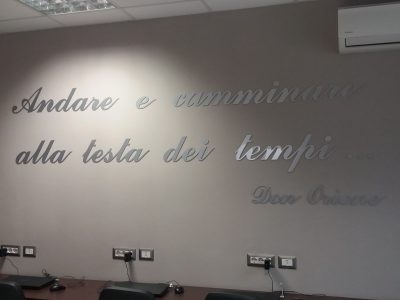 Andare e camminare
alla testa dei tempi...
Don Orione